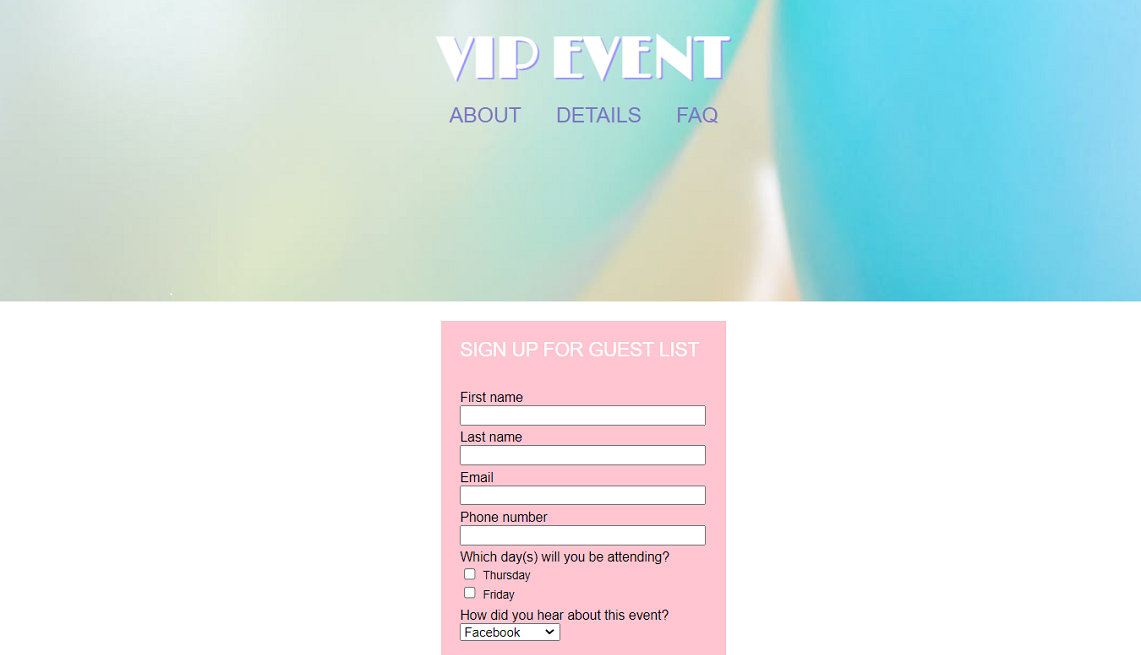 VIP EVENT
ABOUT DETAILS FAQ
SIGN UP FOR GUEST LIST
First name
Last name
Email
Phone number
Which day(s) will you be attending?
Thursday
Friday
How did you hear about this event?
Facebook